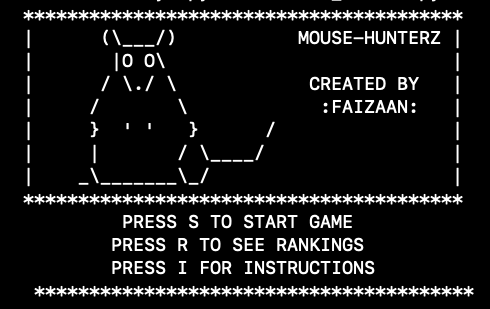 MOUSE-HUNTERZ
CREATED BY
:FAIZAAN:
PRESS S TO START GAME
PRESS R TO SEE RANKINGS
PRESS I FOR INSTRUCTIONS